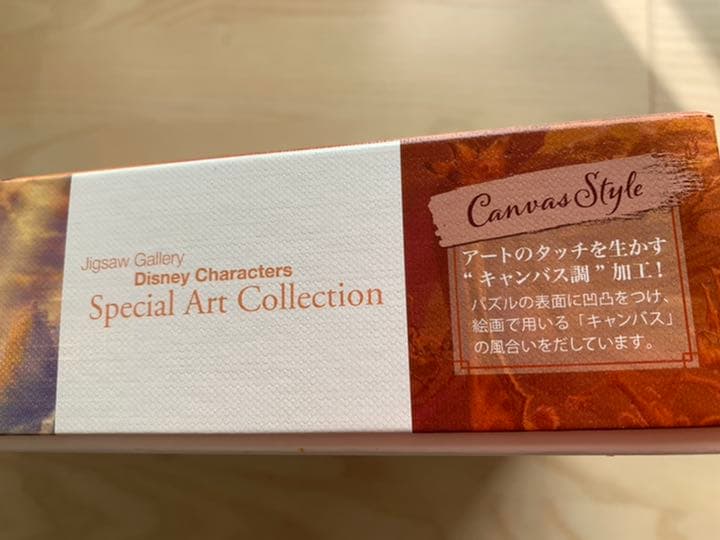 Jigsaw Gallery
Disney Characters
Special Art Collection
Canvas Style
アートのタッチを生かす
“キャンバス調”加工！
パズルの表面に凹凸をつけ、
絵画で用いる「キャンバス」
の風合いをだしています。